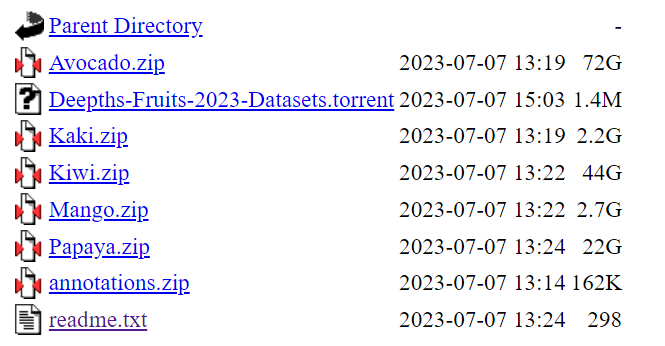 Parent Directory -
Avocado.zip 2023-07-07 13:19 72G
Deepths-Fruits-2023-Datasets.torrent 2023-07-07 15:03 1.4M
Kaki.zip 2023-07-07 13:19 2.2G
Kiwi.zip 2023-07-07 13:22 44G
Mango.zip 2023-07-07 13:22 2.7G
Papaya.zip 2023-07-07 13:24 22G
annotations.zip 2023-07-07 13:14 162K
readme.txt 2023-07-07 13:24 298